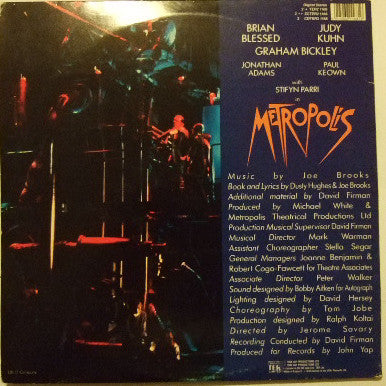 Digital Stereo
BRIAN BLESSED
JUDY KUHN
GRAHAM BICKLEY
JONATHAN ADAMS
PAUL KEOWN
with
STIFYN PARRI
in
METROPOLIS
Music by Joe Brooks
Book and Lyrics by Dusty Hughes & Joe Brooks
Additional material by David Firman
Produced by Michael White &
Metropolis Theatrical Productions Ltd
Production Musical Supervisor David Firman
Musical Director Mark Warman
Assistant Choreographer Stella Segar
General Managers Joanne Benjamin &
Robert Cogo-Fawcett for Theatre Associates
Associate Director Peter Walker
Sound designed by Bobby Aitken for Autograph
Lighting designed by David Hersey
Choreography by Tom Jobe
Production designed by Ralph Koltai
Directed by Jerome Savary
Recording Conducted by David Firman
Produced for Records by John Yap